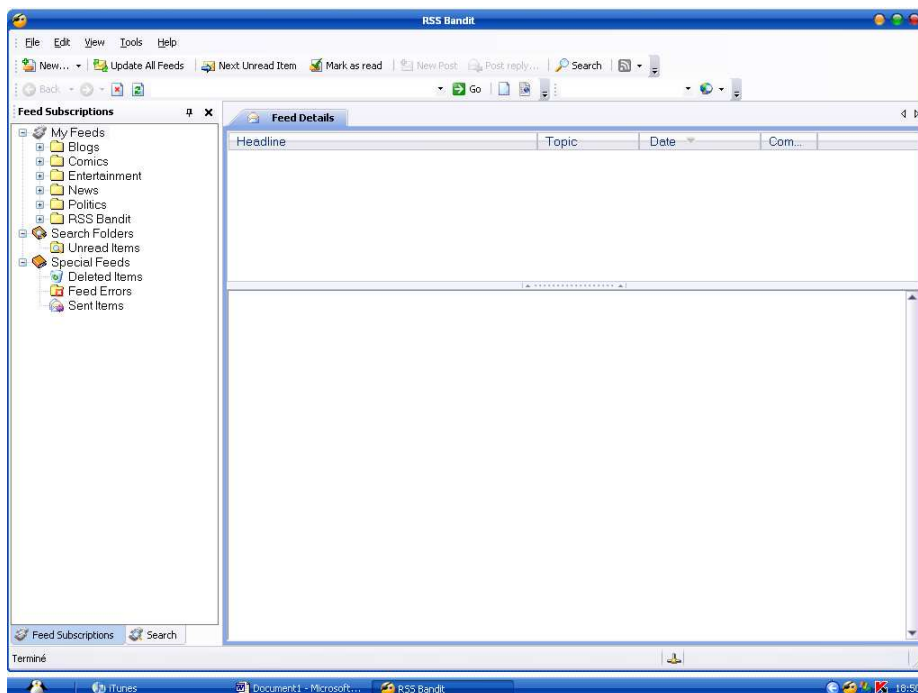 RSS Bandit
File Edit View Tools Help
New... Update All Feeds Next Unread Item Mark as read New Post Post reply... Search
Back Go
Feed Subscriptions
Feed Details
Headline Topic Date Com...
My Feeds
Blogs
Comics
Entertainment
News
Politics
RSS Bandit
Search Folders
Unread Items
Special Feeds
Deleted Items
Feed Errors
Sent Items
Feed Subscriptions Search
Terminé
iTunes Document1 - Microsoft... RSS Bandit